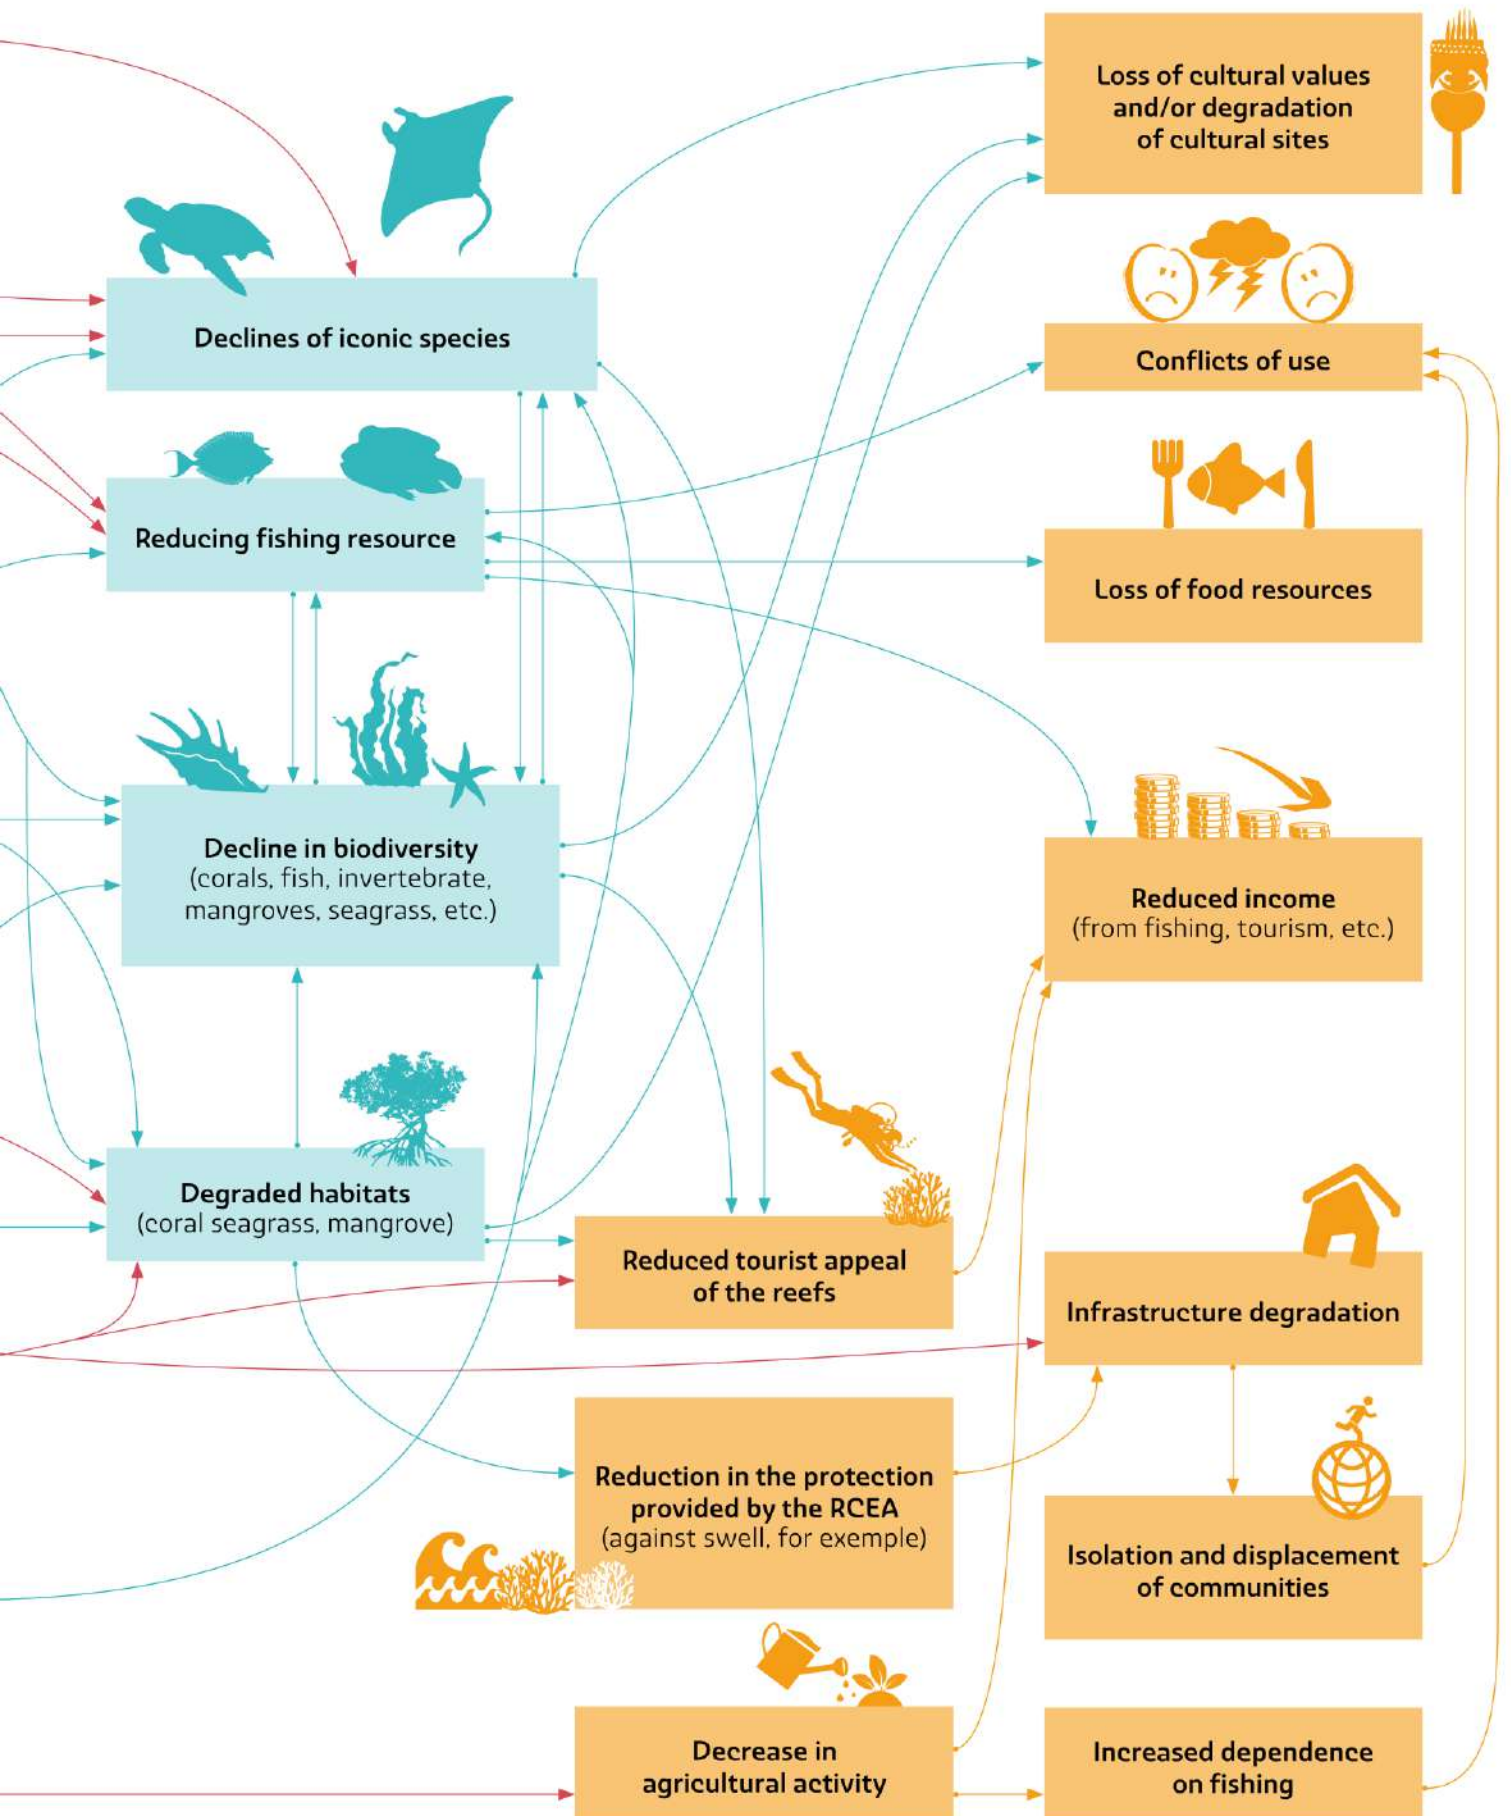 Loss of cultural values
and/or degradation
of cultural sites
Conflicts of use
Declines of iconic species
Reducing fishing resource
Loss of food resources
Decline in biodiversity
(corals, fish, invertebrate,
mangroves, seagrass, etc.)
Reduced income
(from fishing, tourism, etc.)
Degraded habitats
(coral seagrass, mangrove)
Reduced tourist appeal
of the reefs
Infrastructure degradation
Reduction in the protection
provided by the RCEA
(against swell, for exemple)
Isolation and displacement
of communities
Decrease in
agricultural activity
Increased dependence
on fishing